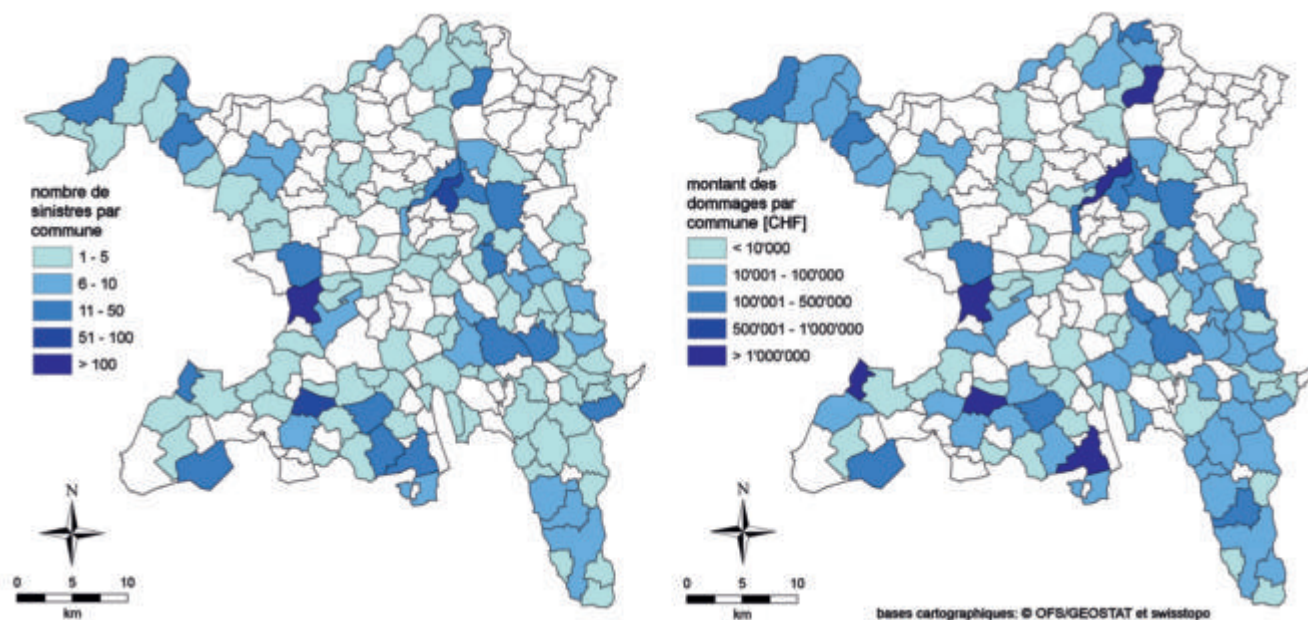 nombre de
sinistres par
commune
1 - 5
6 - 10
11 - 50
51 - 100
> 100
N
0 5 10
km
montant des
dommages par
commune [CHF]
< 10'000
10'001 - 100'000
100'001 - 500'000
500'001 - 1'000'000
> 1'000'000
N
0 5 10
km
bases cartographiques: © OFS/GEOSTAT et swisstopo